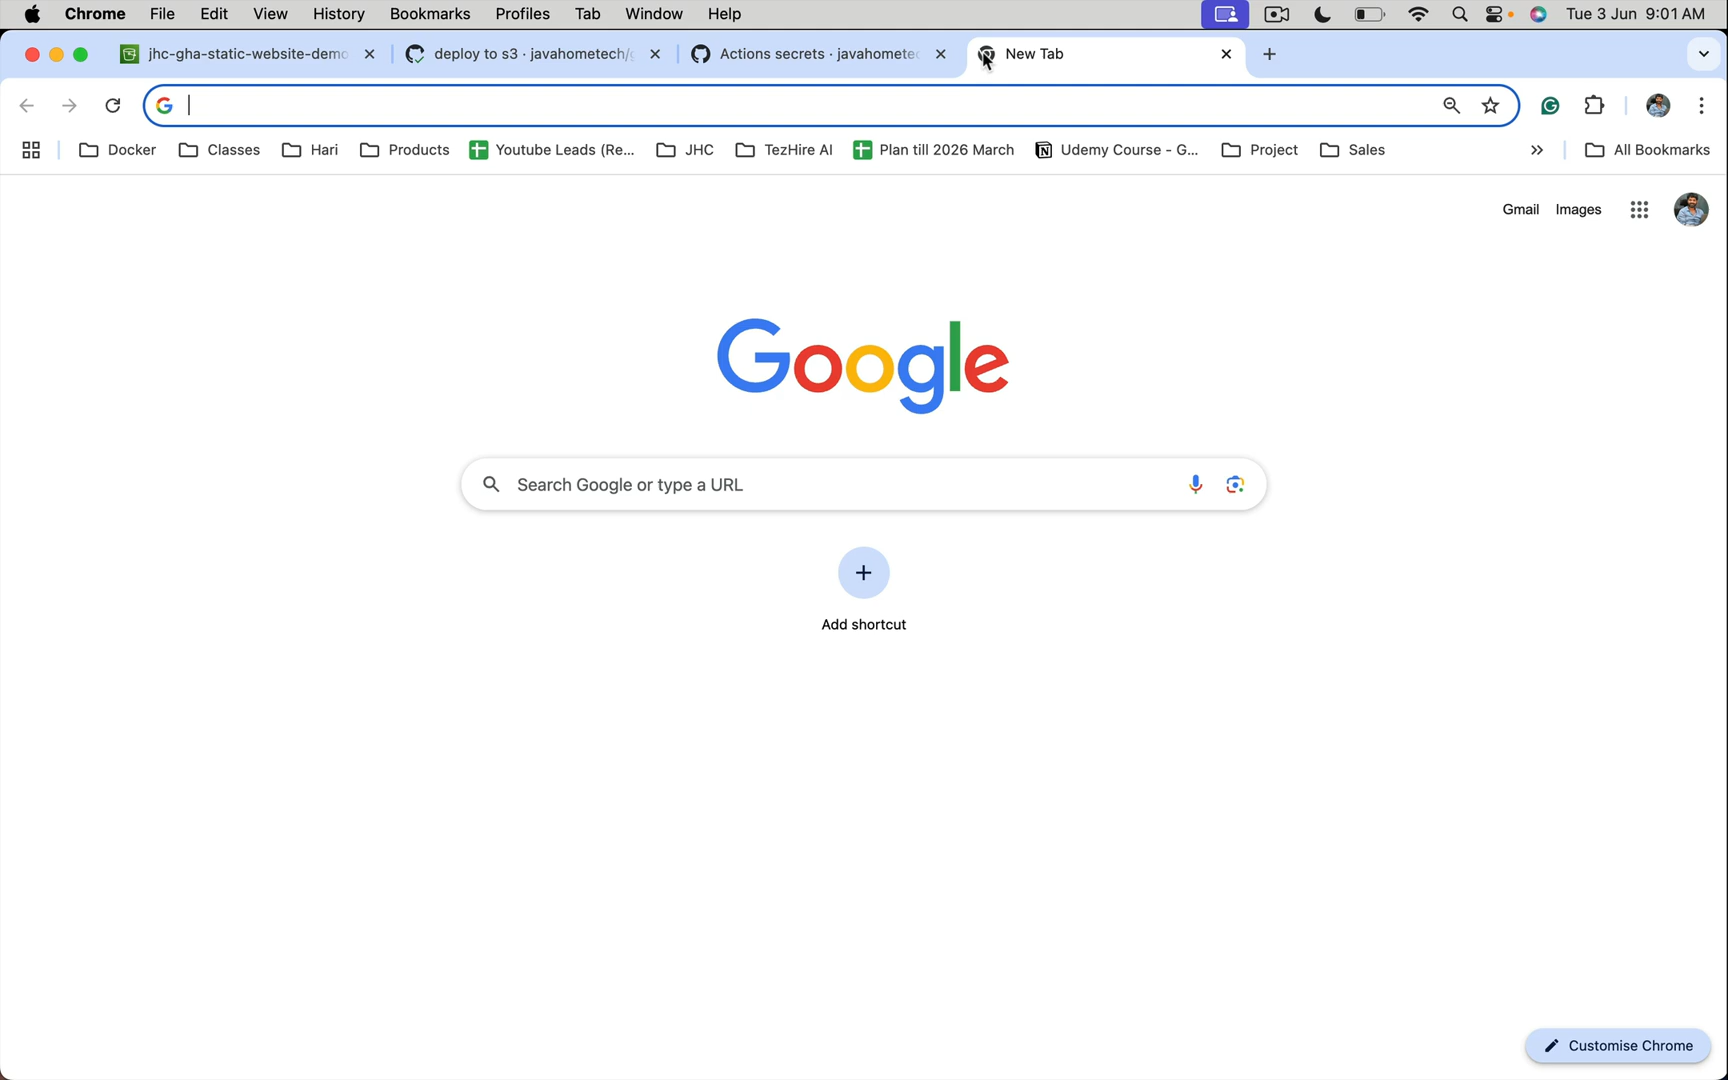 Chrome File Edit View History Bookmarks Profiles Tab Window Help Tue 3 Jun 9:01 AM
jhc-gha-static-website-demo deploy to s3 · javahometech/g Actions secrets · javahometec New Tab
Docker Classes Hari Products Youtube Leads (Re... JHC TezHire AI Plan till 2026 March Udemy Course - G... Project Sales All Bookmarks
Gmail Images
Google
Search Google or type a URL
Add shortcut
Customise Chrome